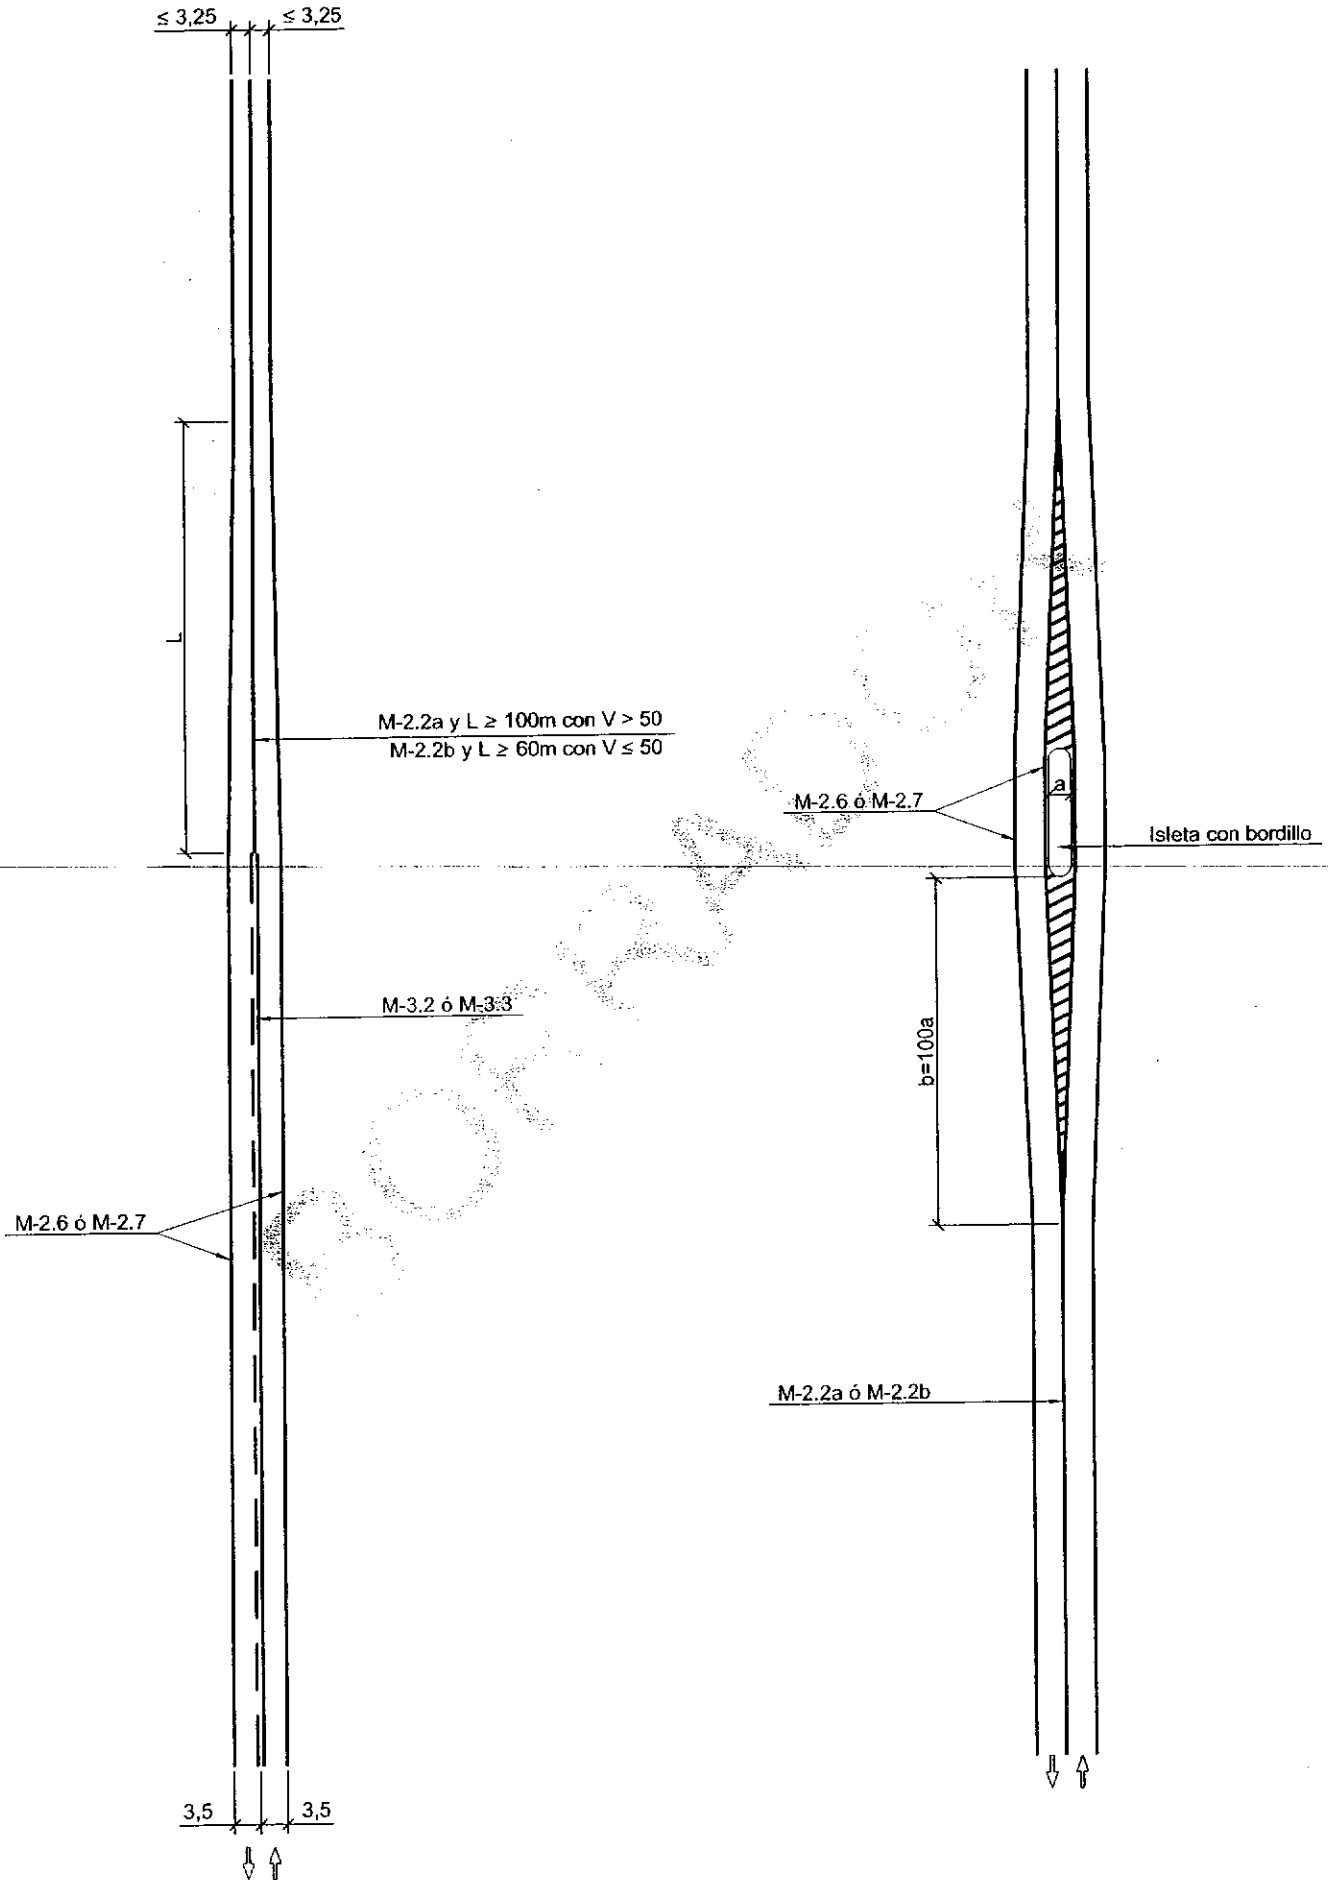 ≤ 3,25
≤ 3,25
L
M-2.2a y L ≥ 100m con V > 50
M-2.2b y L ≥ 60m con V ≤ 50
M-3.2 ó M-3.3
M-2.6 ó M-2.7
3,5
3,5
M-2.6 ó M-2.7
a
Isleta con bordillo
b=100a
M-2.2a ó M-2.2b